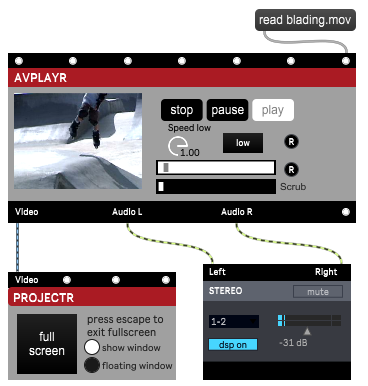 read blading.mov
AVPLAYR
stop pause play
Speed low
1.00
low
R
R
Scrub
Video Audio L Audio R
Video
PROJECTR
full
screen
press escape to
exit fullscreen
show window
floating window
Left Right
STEREO mute
1-2
dsp on
-31 dB